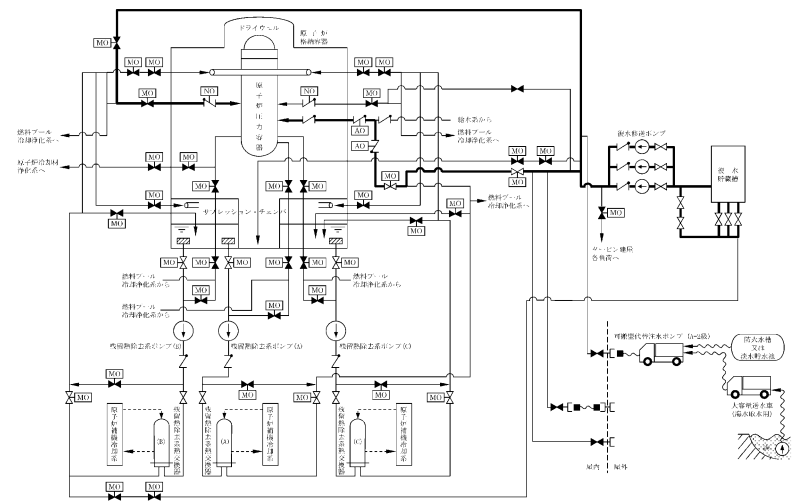 ドライウェル
原子炉
格納容器
MO
MO
MO
MO
MO
MO
NO
NO
MO
原子炉圧力容器
給水系から
AO
AO
燃料プール
冷却浄化系へ
燃料プール
冷却浄化系へ
原子炉冷却材
浄化系へ
MO
MO
MO
MO
MO
MO
MO
MO
MO
MO
復水移送ポンプ
復水
貯蔵槽
サプレッション・チェンバ
MO
MO
MO
MO
MO
MO
燃料プール
冷却浄化系へ
MO
タービン建屋
各負荷へ
MO
MO
MO
MO
MO
MO
MO
燃料プール
冷却浄化系から
燃料プール
冷却浄化系から
MO
MO
燃料プール
冷却浄化系から
残留熱除去系ポンプ(B)
残留熱除去系ポンプ(A)
残留熱除去系ポンプ(C)
可搬型代替注水ポンプ (A-2級)
防火水槽
又は
淡水貯水池
大容量送水車
(海水取水用)
MO
MO
MO
MO
MO
MO
MO
MO
MO
原子炉補機冷却系
(B)
残留熱除去系熱交換器
残留熱除去系熱交換器
(A)
原子炉補機冷却系
残留熱除去系熱交換器
(C)
原子炉補機冷却系
屋内
屋外
MO
MO